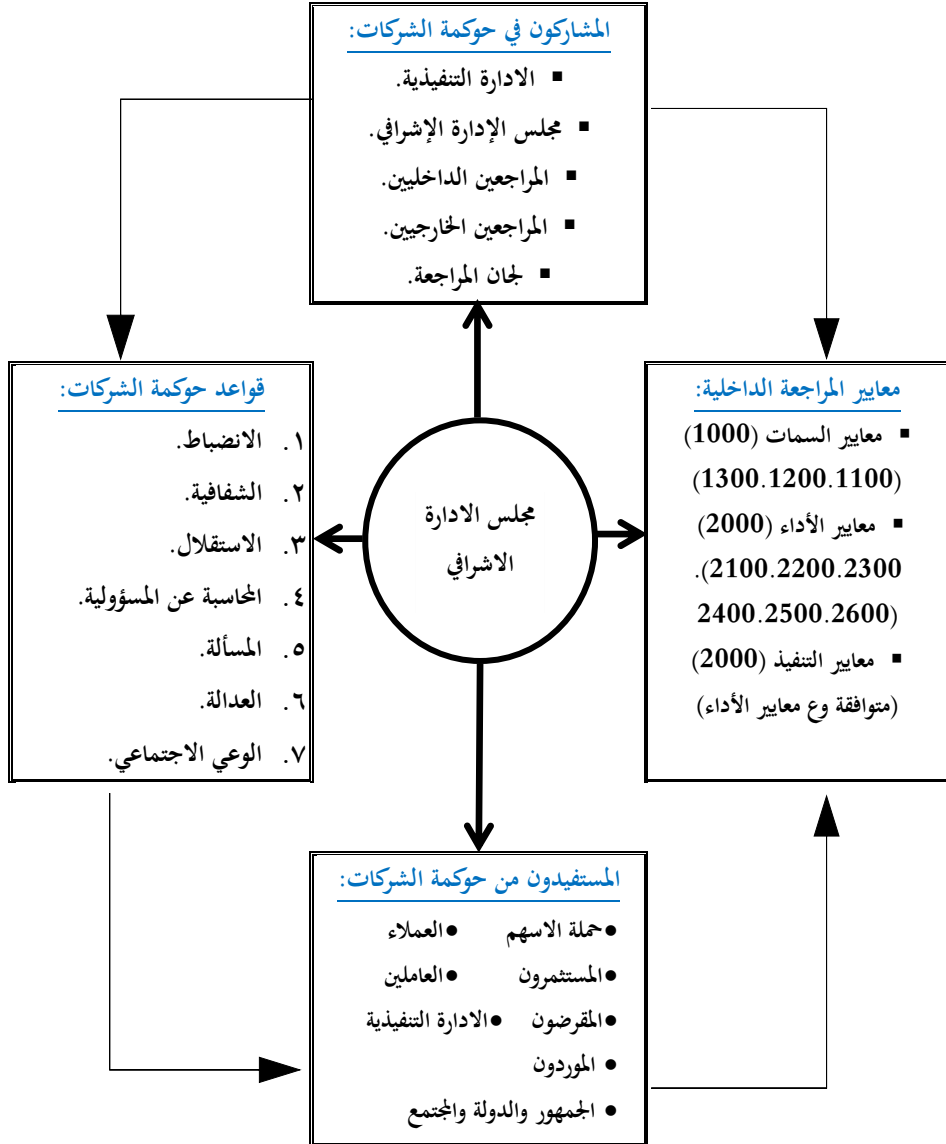 المشاركون في حوكمة الشركات:
▪ الادارة التنفيذية.
▪ مجلس الإدارة الإشرافي.
▪ المراجعين الداخليين.
▪ المراجعين الخارجيين.
▪ لجان المراجعة.
معايير المراجعة الداخلية:
▪ معايير السمات (1000)
(1300.1200.1100)
▪ معايير الأداء (2000)
2100.2200.2300).
2400.2500.2600)
▪ معايير التنفيذ (2000)
(متوافقة وع معايير الأداء)
مجلس الادارة
الاشرافي
قواعد حوكمة الشركات:
١. الانضباط.
٢. الشفافية.
٣. الاستقلال.
٤. المحاسبة عن المسؤولية.
٥. المسألة.
٦. العدالة.
٧. الوعي الاجتماعي.
المستفيدون من حوكمة الشركات:
●حملة الاسهم ●العملاء
●المستثمرون ●العاملين
●المقرضون ●الادارة التنفيذية
● الموردون
● الجمهور والدولة والمجتمع